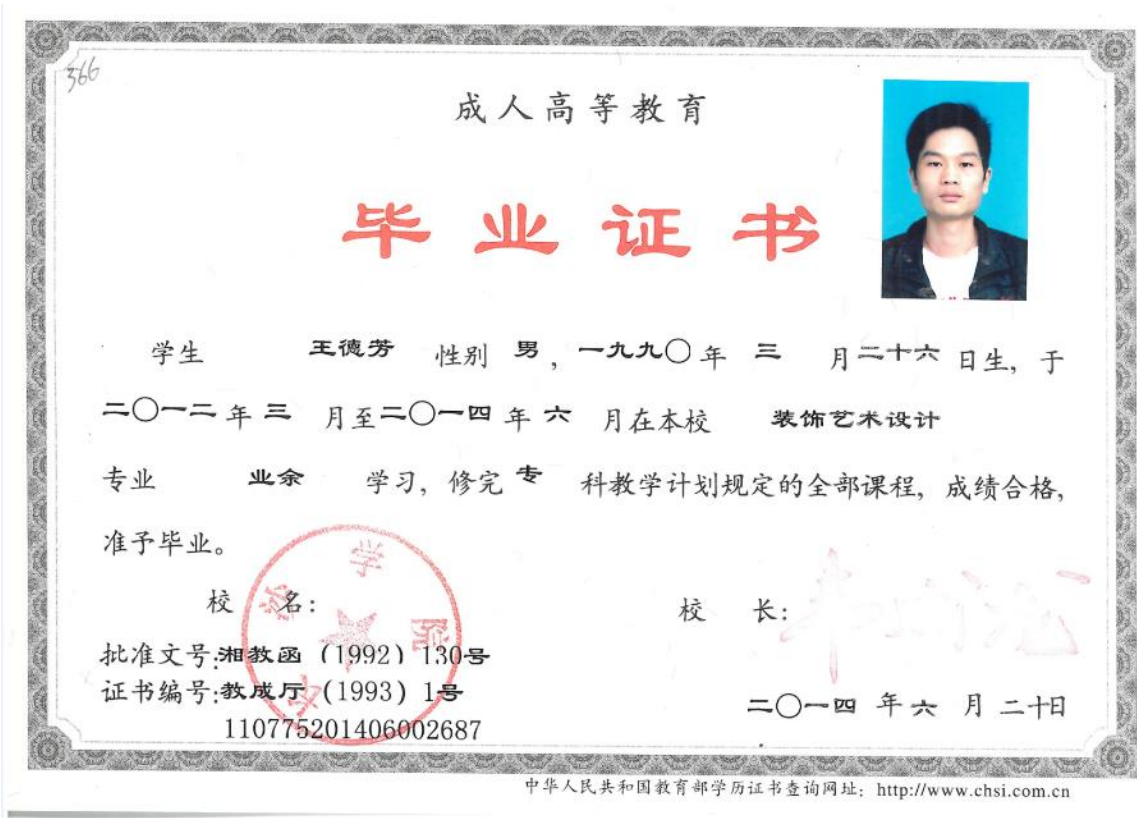 366
成人高等教育
毕业证书
学生 王德芳 性别 男，一九九〇年 三 月二十六日生，于
二〇一二年 三 月至二〇一四年 六 月在本校 装饰艺术设计
专业 业余 学习，修完 专 科教学计划规定的全部课程，成绩合格，
准予毕业。
校 名： 校 长：
长沙学院
批准文号:湘教函（1992）130号
证书编号:教成厅（1993）1号
110775201406002687
二〇一四 年 六 月 二十日
中华人民共和国教育部学历证书查询网址：http://www.chsi.com.cn